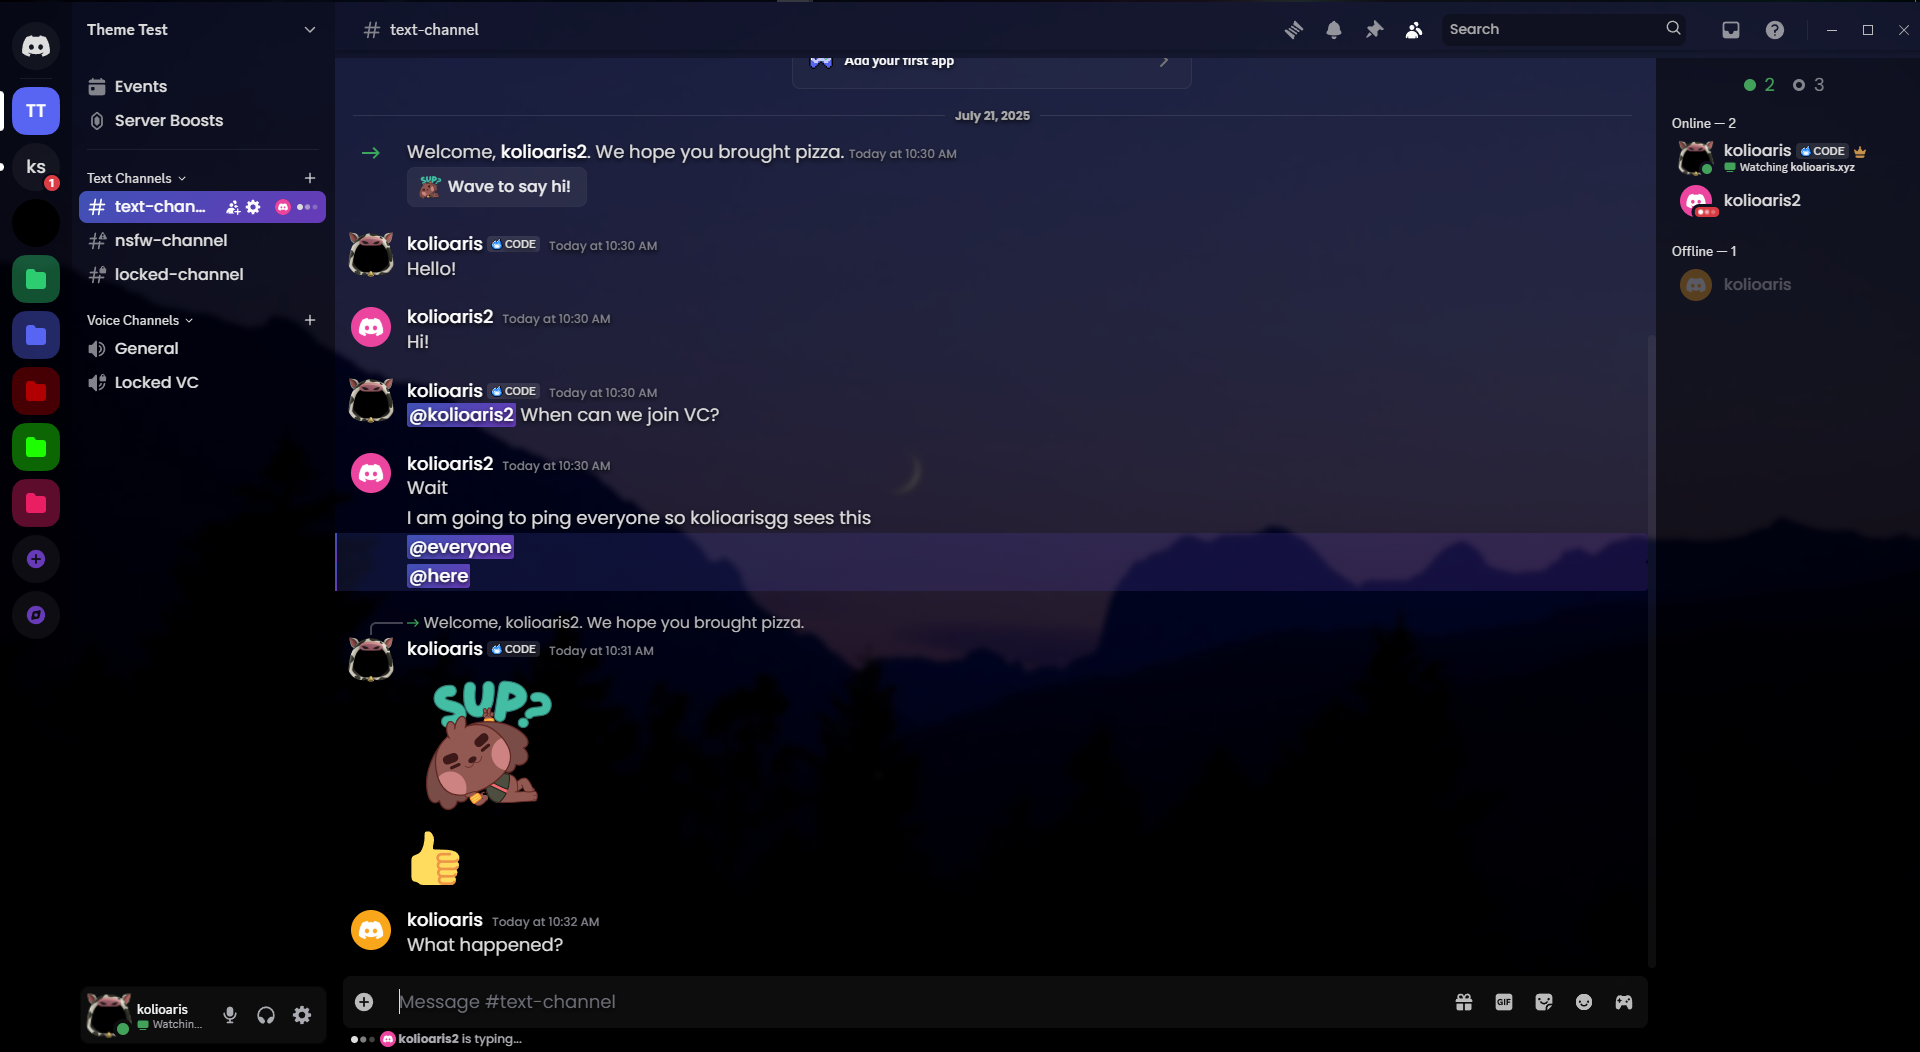 Theme Test
Events
Server Boosts
Text Channels
text-chan...
nsfw-channel
locked-channel
Voice Channels
General
Locked VC
TT
ks
1
kolioaris
Watchin...
text-channel
Search
Add your first app
July 21, 2025
Welcome, kolioaris2. We hope you brought pizza. Today at 10:30 AM
SUP?
Wave to say hi!
kolioaris CODE Today at 10:30 AM
Hello!
kolioaris2 Today at 10:30 AM
Hi!
kolioaris CODE Today at 10:30 AM
@kolioaris2 When can we join VC?
kolioaris2 Today at 10:30 AM
Wait
I am going to ping everyone so kolioarisgg sees this
@everyone
@here
Welcome, kolioaris2. We hope you brought pizza.
kolioaris CODE Today at 10:31 AM
SUP?
kolioaris Today at 10:32 AM
What happened?
Message #text-channel
GIF
kolioaris2 is typing...
2 3
Online — 2
kolioaris CODE
Watching kolioaris.xyz
kolioaris2
Offline — 1
kolioaris